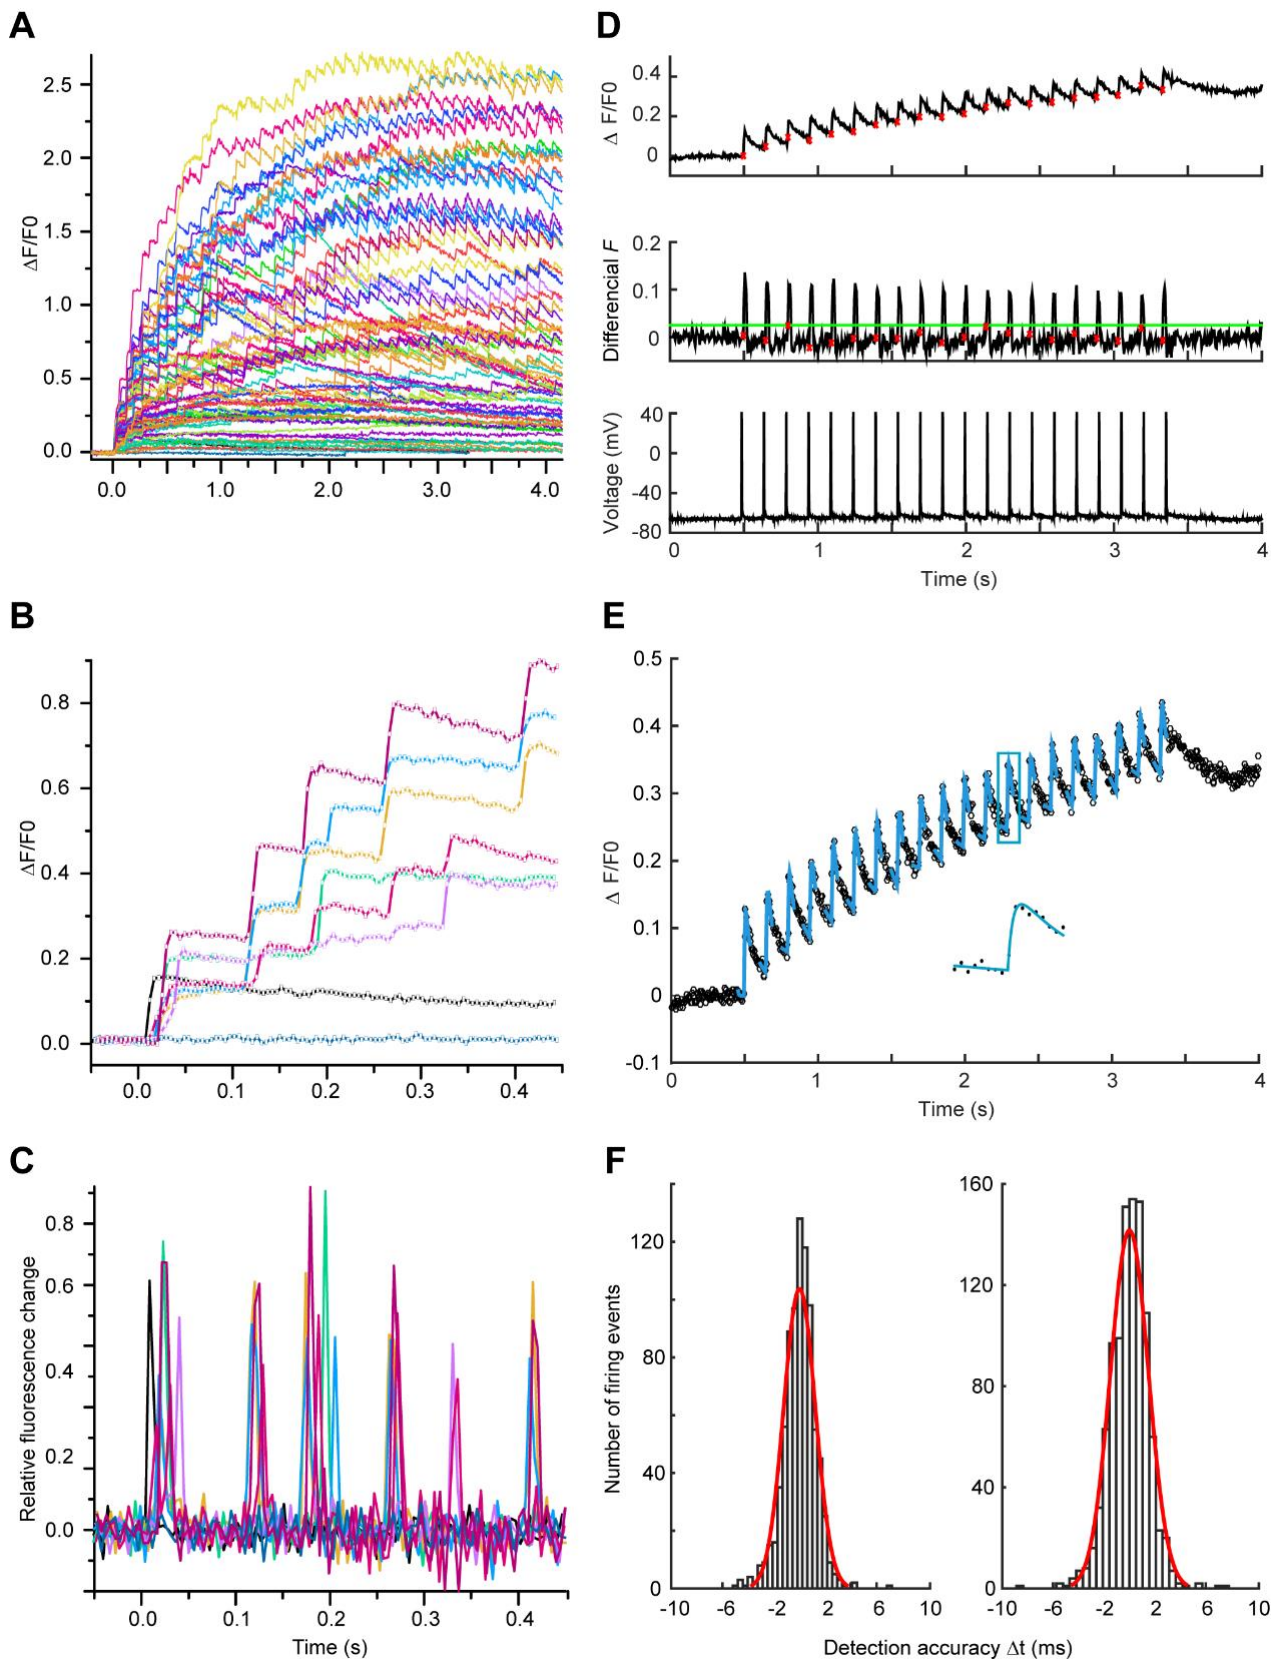 A
2.5
2.0
1.5
1.0
0.5
0.0
ΔF/F0
0.0 1.0 2.0 3.0 4.0
B
0.8
0.6
0.4
0.2
0.0
ΔF/F0
0.0 0.1 0.2 0.3 0.4
C
0.8
0.6
0.4
0.2
0.0
Relative fluorescence change
0.0 0.1 0.2 0.3 0.4
Time (s)
D
0.4
0.2
0
Δ F/F0
0.2
0.1
0
Differencial F
40
0
-40
-80
Voltage (mV)
0 1 2 3 4
Time (s)
E
0.5
0.4
0.3
0.2
0.1
0
-0.1
Δ F/F0
0 1 2 3 4
Time (s)
F
120
80
40
0
Number of firing events
-10 -6 -2 2 6 10
160
120
80
40
0
-10 -6 -2 2 6 10
Detection accuracy Δt (ms)